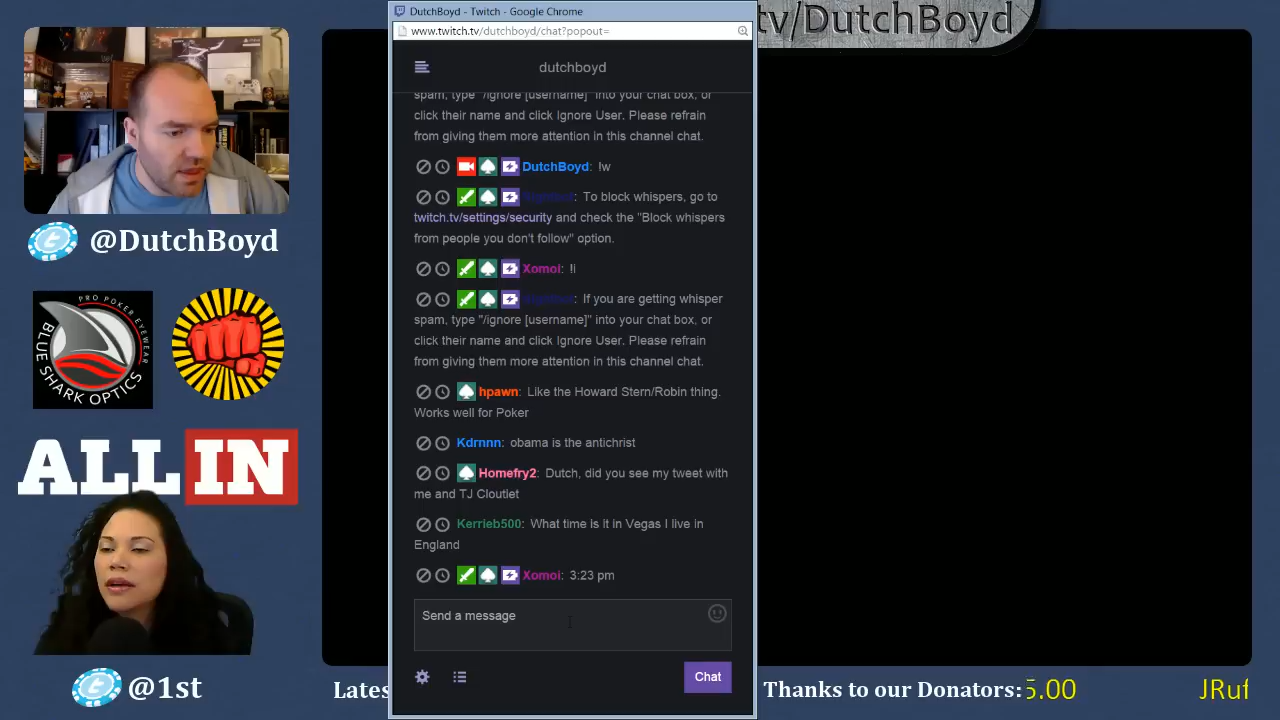 DutchBoyd - Twitch - Google Chrome
www.twitch.tv/dutchboyd/chat?popout=
tv/DutchBoyd
dutchboyd
spam, type "/ignore [username]" into your chat box, or
click their name and click Ignore User. Please refrain
from giving them more attention in this channel chat.
DutchBoyd: !w
: To block whispers, go to
twitch.tv/settings/security and check the "Block whispers
from people you don't follow" option.
Xomoi: !i
: If you are getting whisper
spam, type "/ignore [username]" into your chat box, or
click their name and click Ignore User. Please refrain
from giving them more attention in this channel chat.
hpawn: Like the Howard Stern/Robin thing.
Works well for Poker
Kdrnnn: obama is the antichrist
Homefry2: Dutch, did you see my tweet with
me and TJ Cloutlet
Kerrieb500: What time is it in Vegas I live in
England
Xomoi: 3:23 pm
Send a message
Chat
@DutchBoyd
PRO POKER EYEWEAR
BLUE SHARK OPTICS
ALL IN
@1st
Lates
Thanks to our Donators: 5.00
JRuf